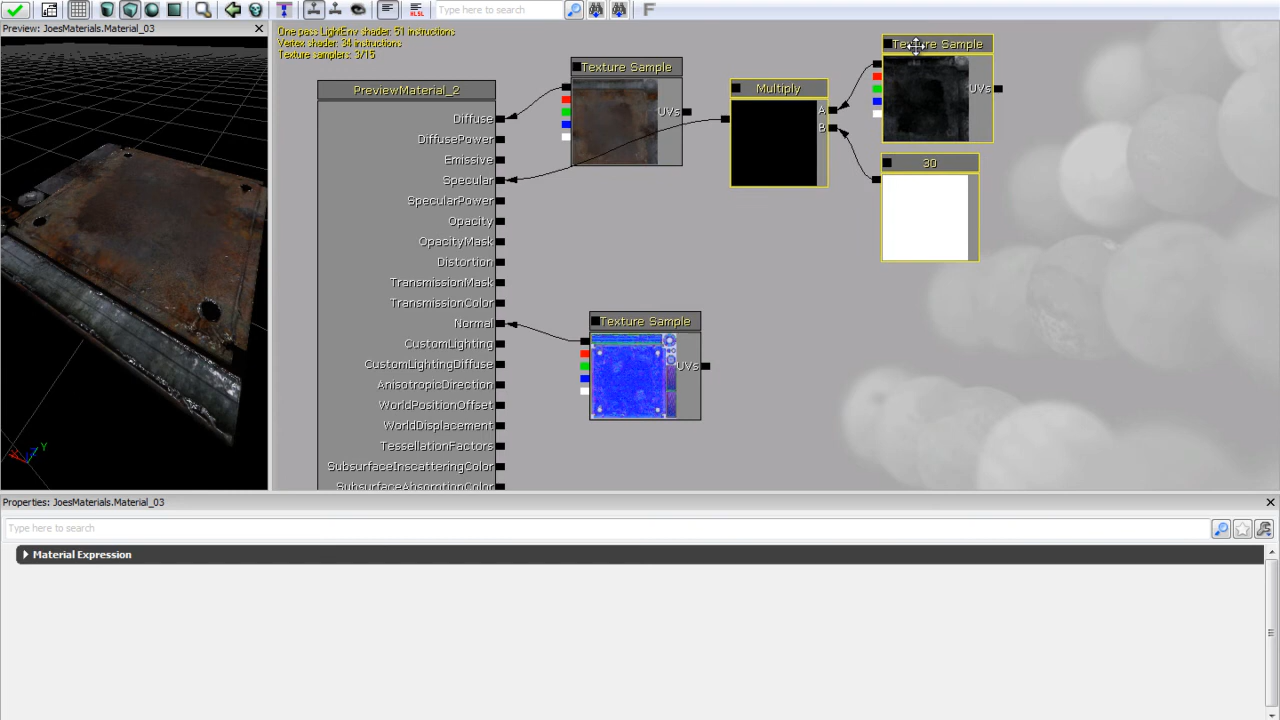 Type here to search
HLSL
F
Preview: JoesMaterials.Material_03
One pass LightEnv shader: 51 instructions
Vertex shader: 34 instructions
Texture samplers: 3/15
PreviewMaterial_2
Diffuse
DiffusePower
Emissive
Specular
SpecularPower
Opacity
OpacityMask
Distortion
TransmissionMask
TransmissionColor
Normal
CustomLighting
CustomLightingDiffuse
AnisotropicDirection
WorldPositionOffset
WorldDisplacement
TessellationFactors
SubsurfaceInscatteringColor
SubsurfaceAbsorptionColor
Texture Sample
UVs
Multiply
A
B
Texture Sample
UVs
30
Texture Sample
UVs
Y
Properties: JoesMaterials.Material_03
Type here to search
Material Expression